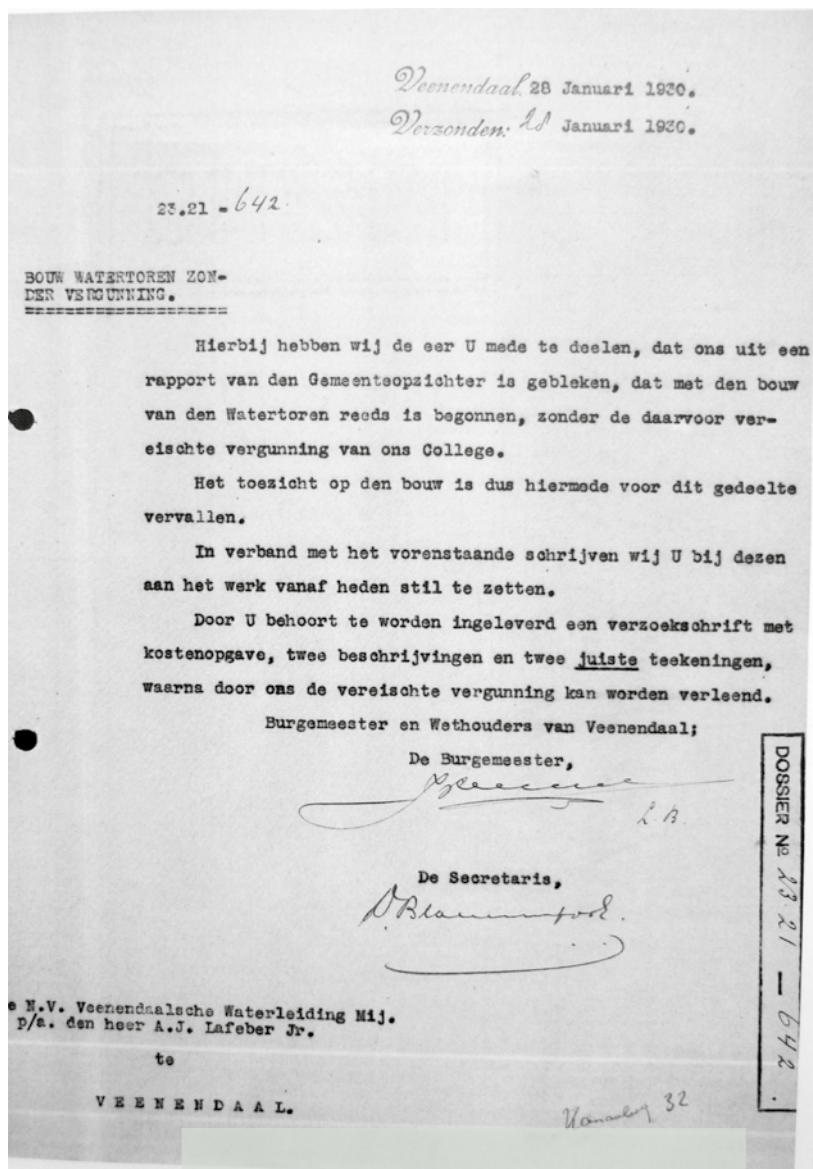 Veenendaal, 28 Januari 1930.
Verzonden: 28 Januari 1930.
23.21 - 642.
BOUW WATERTOREN ZON-
DER VERGUNNING.
Hierbij hebben wij de eer U mede te deelen, dat ons uit een
rapport van den Gemeenteopzichter is gebleken, dat met den bouw
van den Watertoren reeds is begonnen, zonder de daarvoor ver-
eischte vergunning van ons College.
Het toezicht op den bouw is dus hiermede voor dit gedeelte
vervallen.
In verband met het vorenstaande schrijven wij U bij dezen
aan het werk vanaf heden stil te zetten.
Door U behoort te worden ingeleverd een verzoekschrift met
kostenopgave, twee beschrijvingen en twee juiste teekeningen,
waarna door ons de vereischte vergunning kan worden verleend.
Burgemeester en Wethouders van Veenendaal;
De Burgemeester,
L.B.
De Secretaris,
e N.V. Veenendaalsche Waterleiding Mij.
p/a. den heer A.J. Lafeber Jr.
te
VEENENDAAL.
32
DOSSIER No 23.21 — 642.